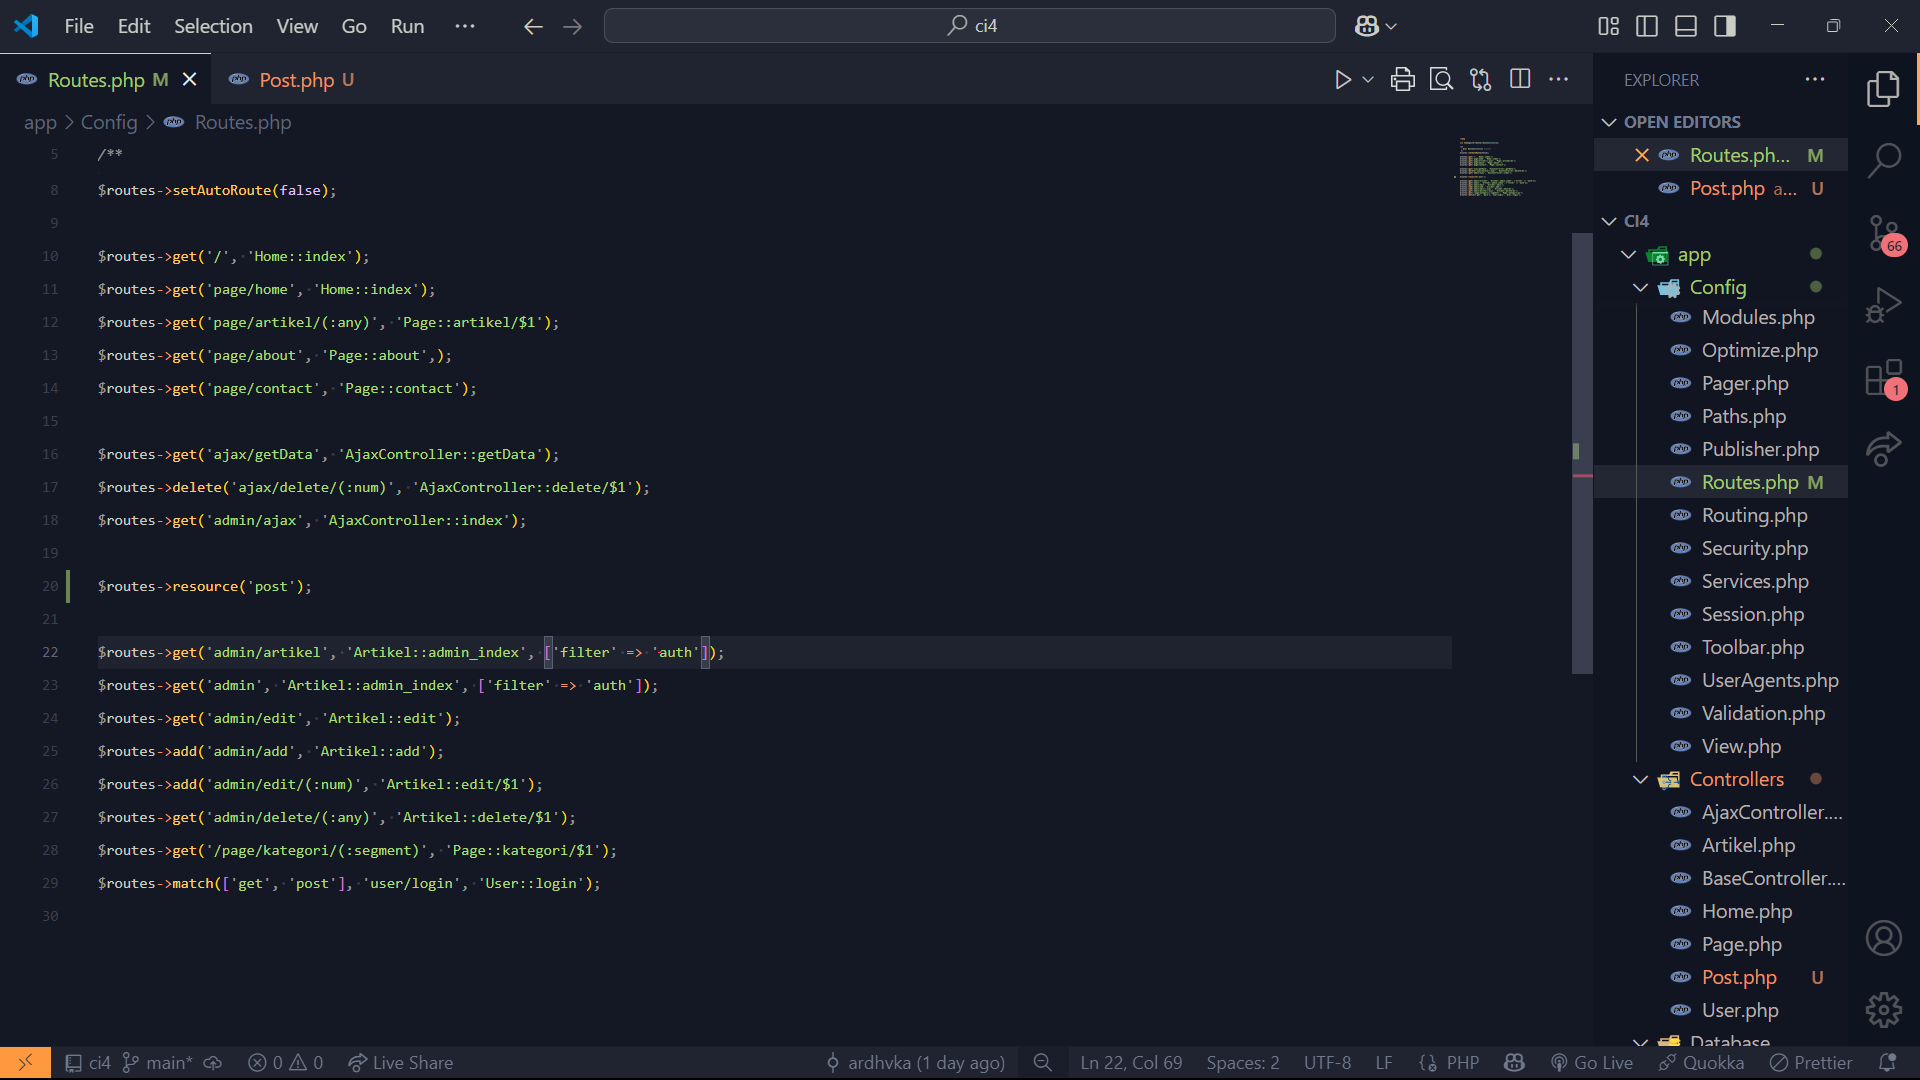 File Edit Selection View Go Run ··· ci4
Routes.php M Post.php U
app > Config > Routes.php
5 /**
8 $routes->setAutoRoute(false);
9
10 $routes->get('/', 'Home::index');
11 $routes->get('page/home', 'Home::index');
12 $routes->get('page/artikel/(:any)', 'Page::artikel/$1');
13 $routes->get('page/about', 'Page::about',);
14 $routes->get('page/contact', 'Page::contact');
15
16 $routes->get('ajax/getData', 'AjaxController::getData');
17 $routes->delete('ajax/delete/(:num)', 'AjaxController::delete/$1');
18 $routes->get('admin/ajax', 'AjaxController::index');
19
20 $routes->resource('post');
21
22 $routes->get('admin/artikel', 'Artikel::admin_index', ['filter' => 'auth']);
23 $routes->get('admin', 'Artikel::admin_index', ['filter' => 'auth']);
24 $routes->get('admin/edit', 'Artikel::edit');
25 $routes->add('admin/add', 'Artikel::add');
26 $routes->add('admin/edit/(:num)', 'Artikel::edit/$1');
27 $routes->get('admin/delete/(:any)', 'Artikel::delete/$1');
28 $routes->get('/page/kategori/(:segment)', 'Page::kategori/$1');
29 $routes->match(['get', 'post'], 'user/login', 'User::login');
30
EXPLORER
OPEN EDITORS
Routes.ph... M
Post.php a... U
CI4
app
Config
Modules.php
Optimize.php
Pager.php
Paths.php
Publisher.php
Routes.php M
Routing.php
Security.php
Services.php
Session.php
Toolbar.php
UserAgents.php
Validation.php
View.php
Controllers
AjaxController....
Artikel.php
BaseController....
Home.php
Page.php
Post.php U
User.php
Database
66
1
ci4 main* 0 0 Live Share ardhvka (1 day ago) Ln 22, Col 69 Spaces: 2 UTF-8 LF {} PHP Go Live Quokka Prettier